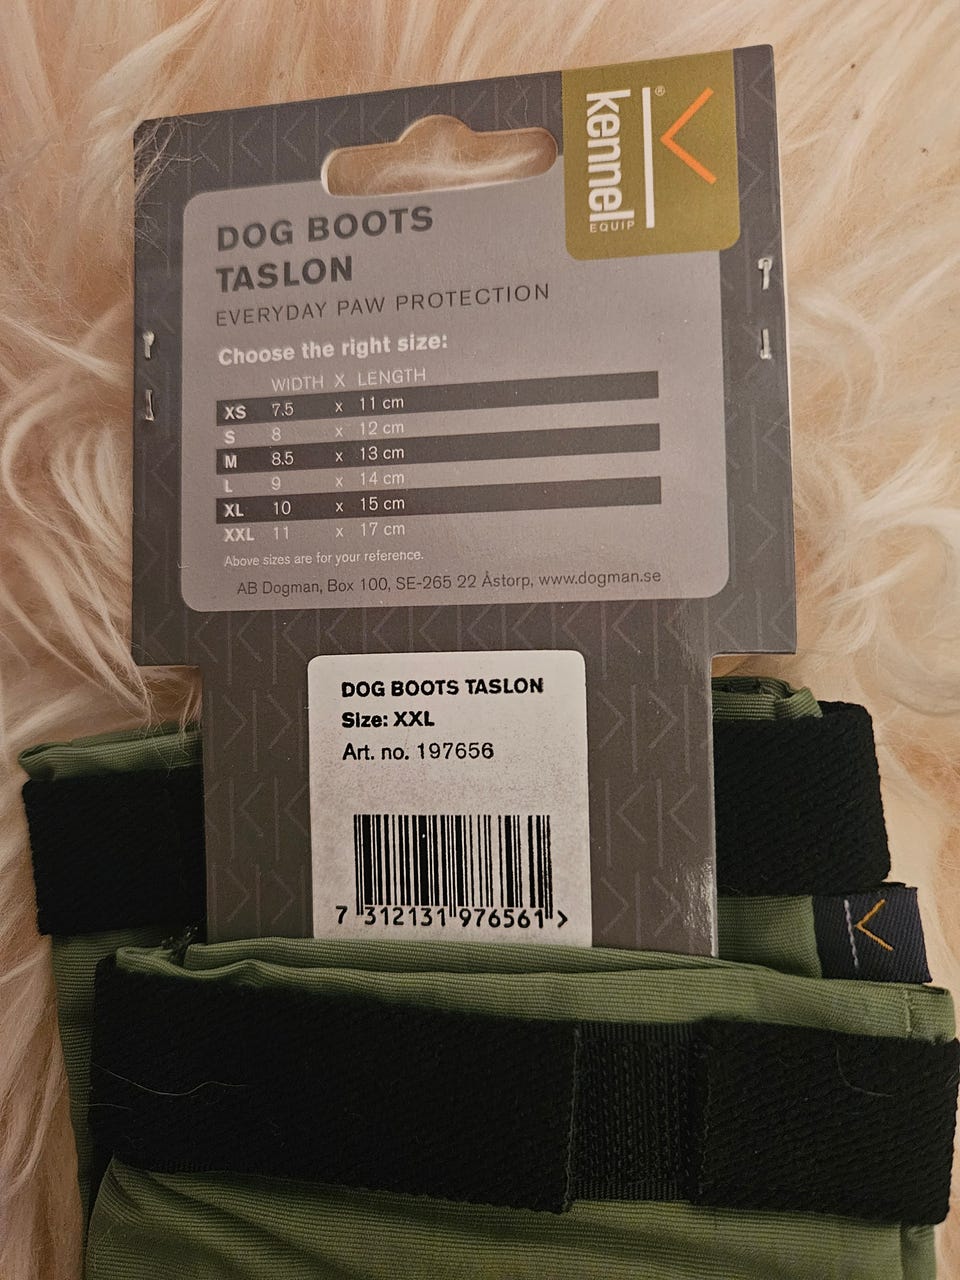 kennel®
EQUIP
DOG BOOTS
TASLON
EVERYDAY PAW PROTECTION
Choose the right size:
WIDTH X LENGTH
XS 7.5 x 11 cm
S 8 x 12 cm
M 8.5 x 13 cm
L 9 x 14 cm
XL 10 x 15 cm
XXL 11 x 17 cm
Above sizes are for your reference.
AB Dogman, Box 100, SE-265 22 Åstorp, www.dogman.se
DOG BOOTS TASLON
Size: XXL
Art. no. 197656
7 312131 976561 >